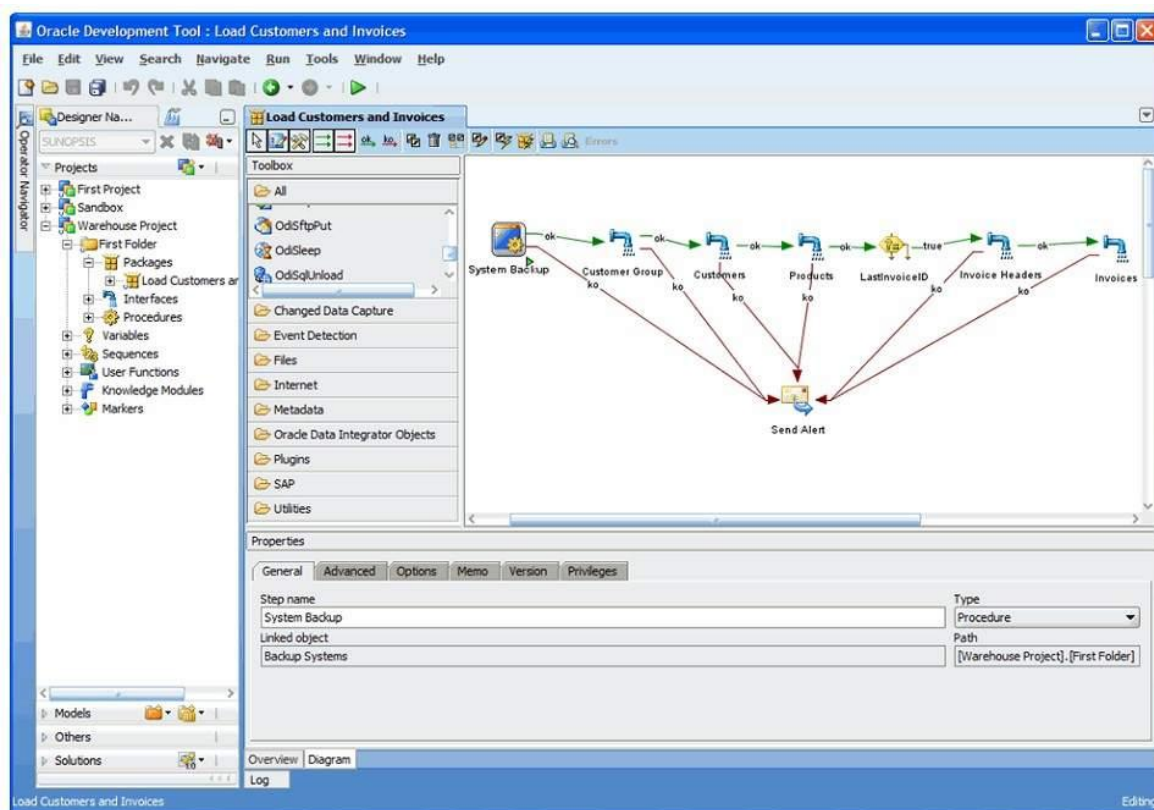 Oracle Development Tool : Load Customers and Invoices
File Edit View Search Navigate Run Tools Window Help
Operator Navigator
Designer Na...
SUNOPSIS
Projects
First Project
Sandbox
Warehouse Project
First Folder
Packages
Load Customers ar
Interfaces
Procedures
Variables
Sequences
User Functions
Knowledge Modules
Markers
Models
Others
Solutions
Load Customers and Invoices
ok ko Errors
Toolbox
All
OdiSftpPut
OdiSleep
OdiSqlUnload
Changed Data Capture
Event Detection
Files
Internet
Metadata
Oracle Data Integrator Objects
Plugins
SAP
Utilities
ok ok ok ok true ok
System Backup Customer Group Customers Products LastInvoiceID Invoice Headers Invoices
ko ko ko ko ko ko
Send Alert
Properties
General Advanced Options Memo Version Privileges
Step name Type
System Backup Procedure
Linked object Path
Backup Systems [Warehouse Project].[First Folder]
Overview Diagram
Log
Load Customers and Invoices Editing